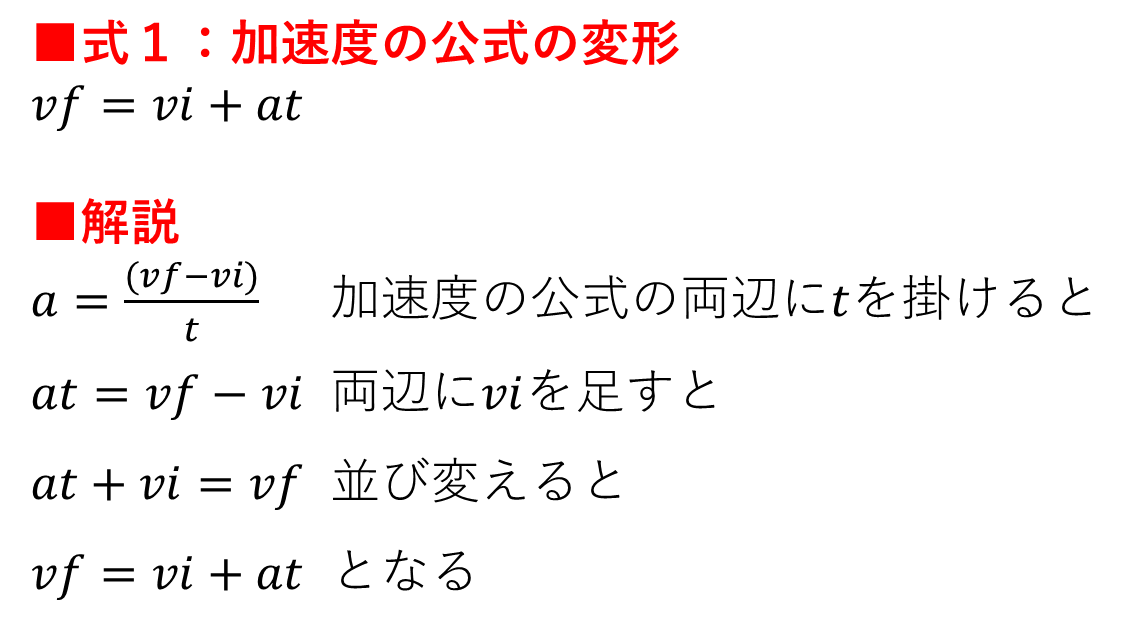 ■式１：加速度の公式の変形
vf = vi + at
■解説
a = (vf−vi)/t 加速度の公式の両辺にtを掛けると
at = vf − vi 両辺にviを足すと
at + vi = vf 並び変えると
vf = vi + at となる